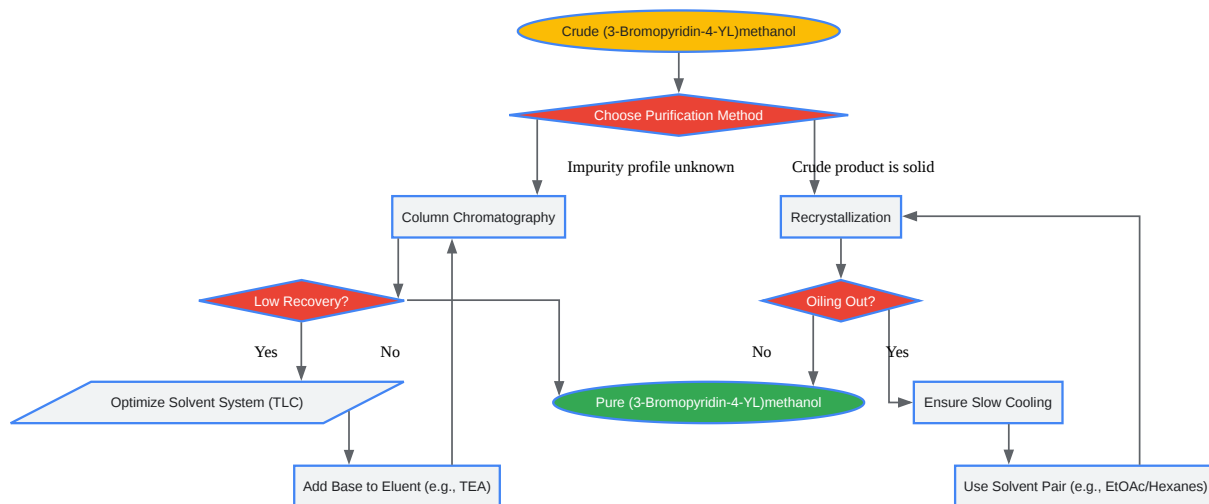 Crude (3-Bromopyridin-4-YL)methanol
Choose Purification Method
Impurity profile unknown
Crude product is solid
Column Chromatography
Recrystallization
Low Recovery?
Oiling Out?
Yes
No
No
Yes
Optimize Solvent System (TLC)
Pure (3-Bromopyridin-4-YL)methanol
Ensure Slow Cooling
Add Base to Eluent (e.g., TEA)
Use Solvent Pair (e.g., EtOAc/Hexanes)